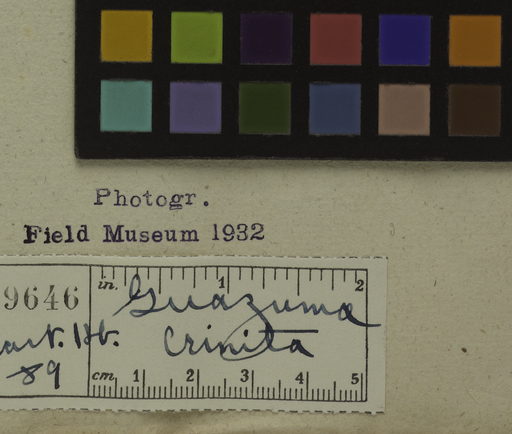 Photogr.
Field Museum 1932
in. 1 2
9646
Guazuma
crinita
art. Hb.
89
cm 1 2 3 4 5